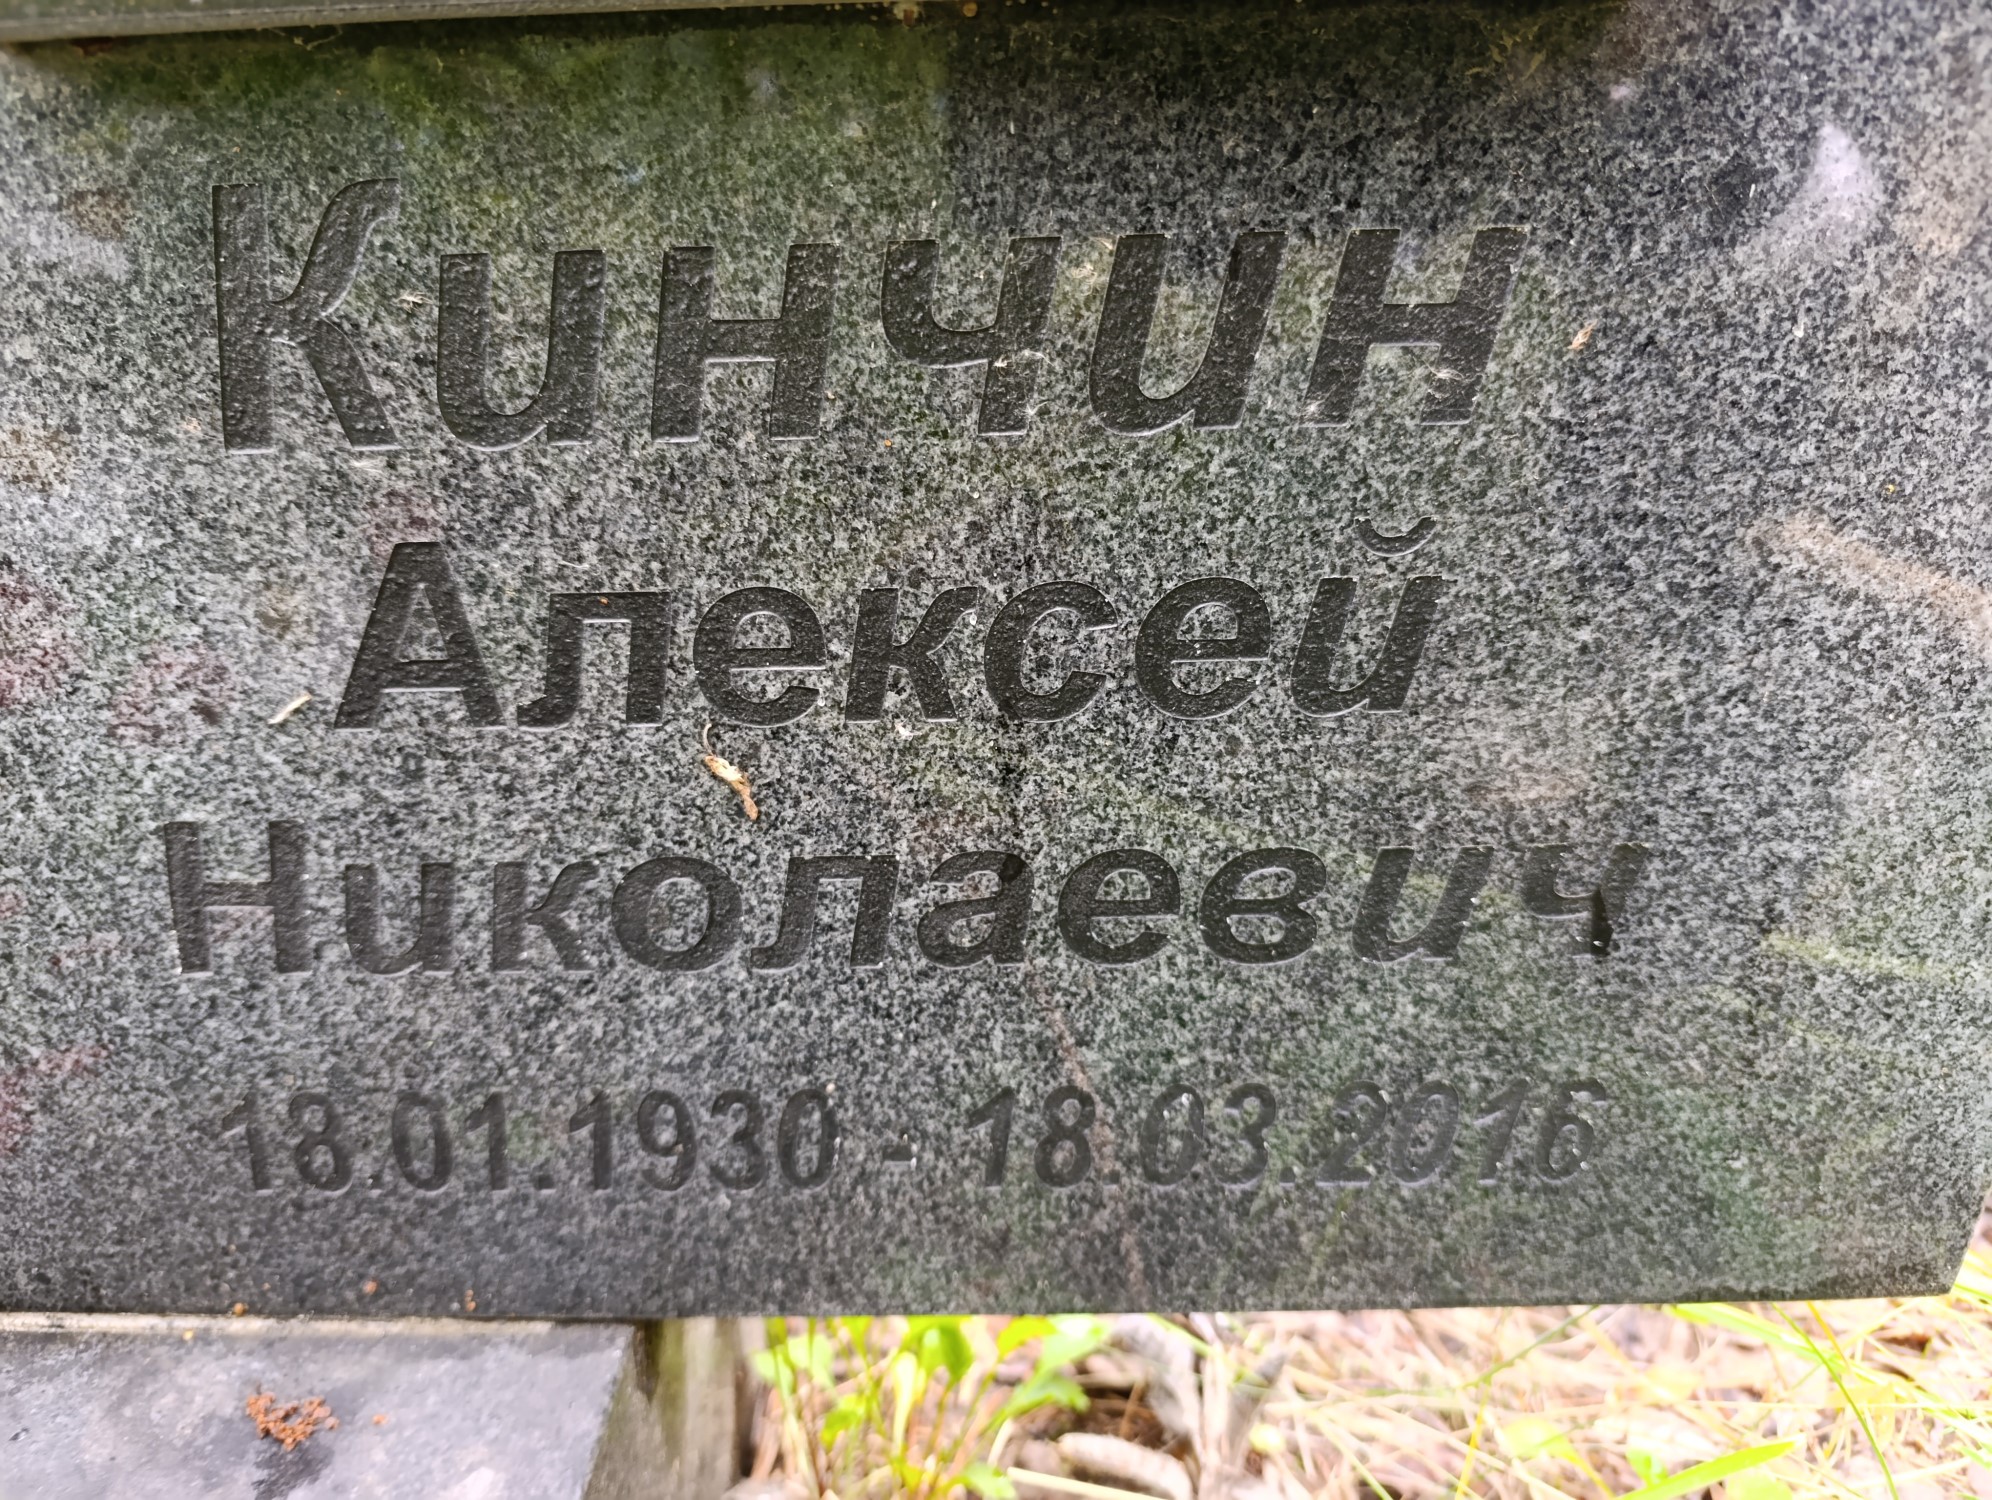 Кинчин
Алексей
Николаевич
18.01.1930 - 18.03.2016